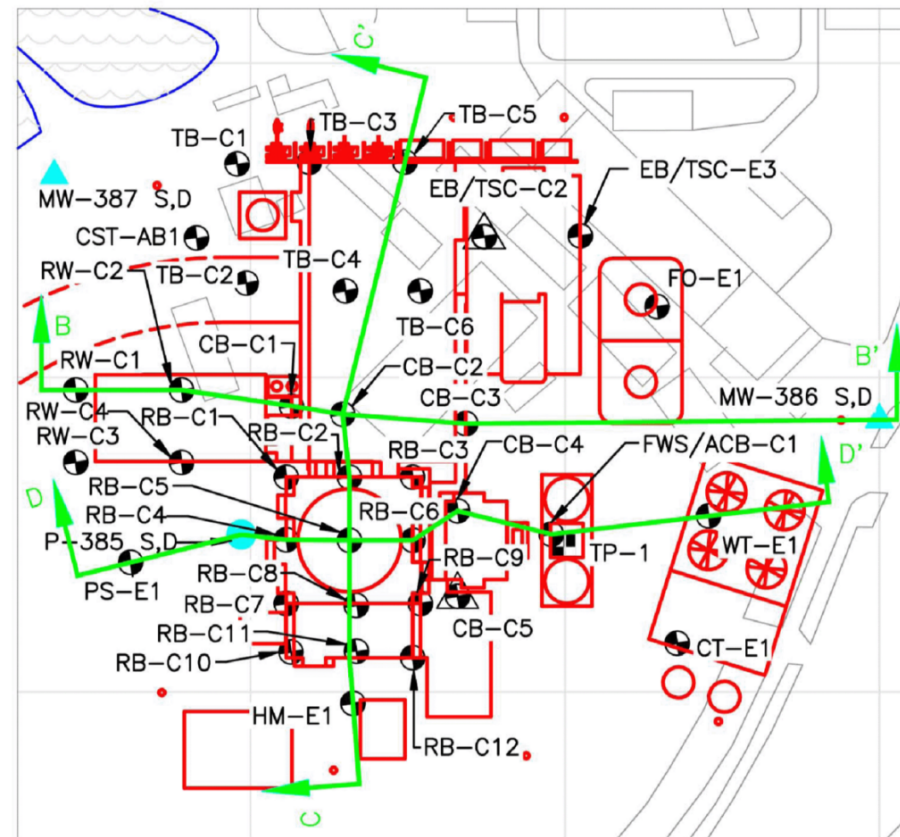 C'
TB-C3
TB-C5
TB-C1
EB/TSC-E3
EB/TSC-C2
MW-387 S,D
CST-AB1
TB-C4
RW-C2
TB-C2
FO-E1
B
TB-C6
CB-C1
B'
RW-C1
CB-C2
CB-C3
MW-386 S,D
RW-C4
RB-C1
RB-C2
RW-C3
RB-C3
CB-C4
FWS/ACB-C1
D'
RB-C5
D
RB-C4
RB-C6
P-385 S,D
RB-C9
TP-1
WT-E1
RB-C8
PS-E1
RB-C7
CB-C5
RB-C11
CT-E1
RB-C10
HM-E1
RB-C12
C